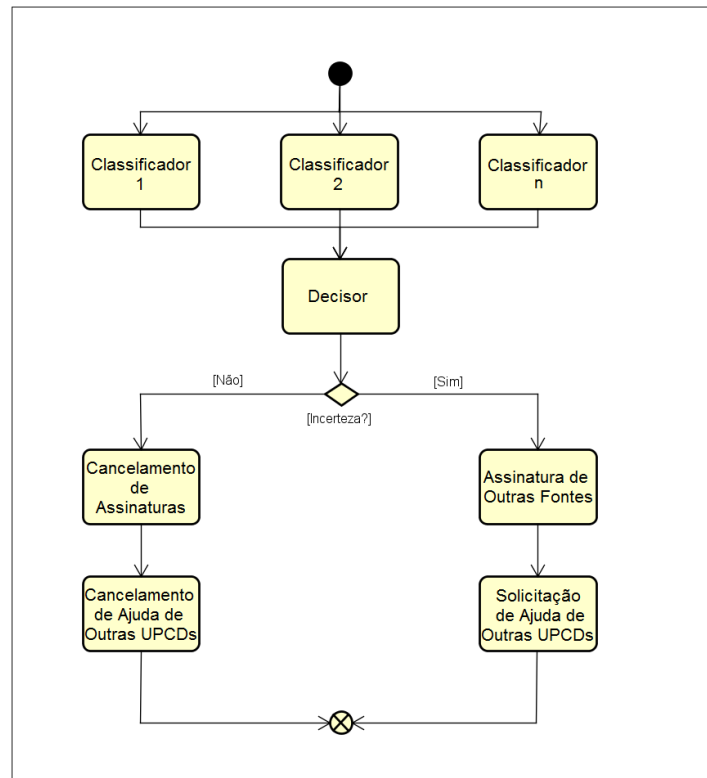 Classificador
1
Classificador
2
Classificador
n
Decisor
[Não]
[Sim]
[Incerteza?]
Cancelamento
de
Assinaturas
Assinatura de
Outras Fontes
Cancelamento
de Ajuda de
Outras UPCDs
Solicitação
de Ajuda de
Outras UPCDs